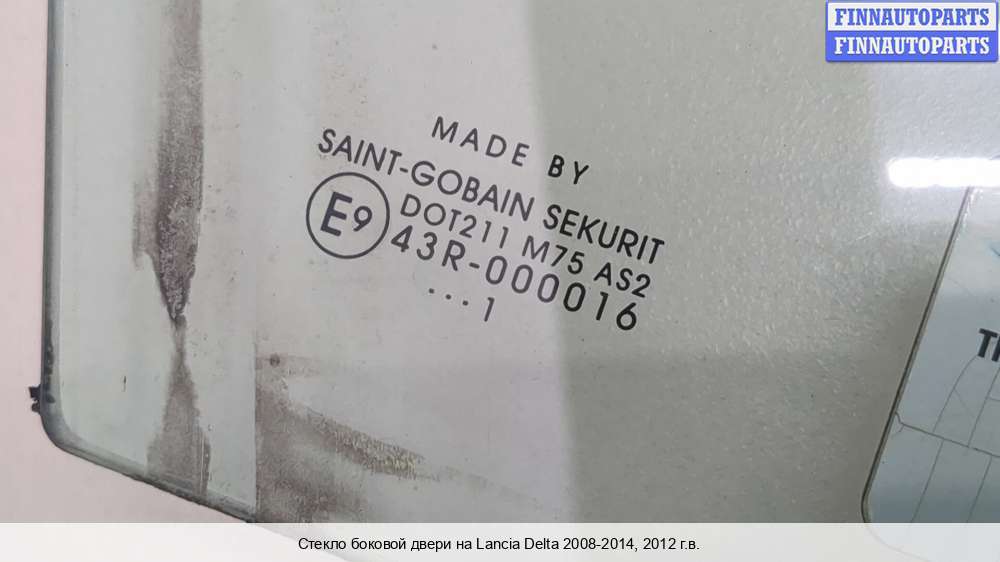 FINNAUTOPARTS
FINNAUTOPARTS
MADE BY
SAINT-GOBAIN SEKURIT
E9
DOT211 M75 AS2
43R-000016
...1
Стекло боковой двери на Lancia Delta 2008-2014, 2012 г.в.